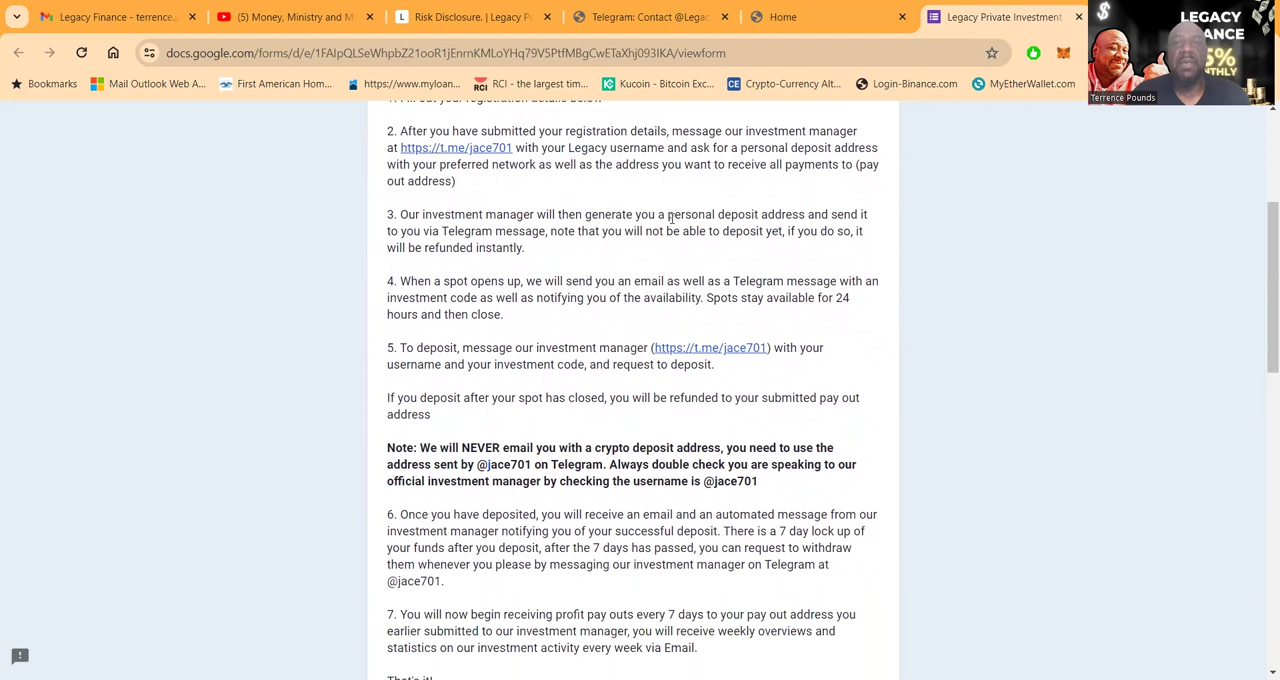 Legacy Finance - terrence.
(5) Money, Ministry and M
Risk Disclosure. | Legacy P
Telegram: Contact @Legac
Home
Legacy Private Investment
docs.google.com/forms/d/e/1FAIpQLSeWhpbZ21ooR1jEnrnKMLoYHq79V5PtfMBgCwETaXhj093lKA/viewform
Bookmarks
Mail Outlook Web A...
First American Hom...
https://www.myloan...
RCI - the largest tim...
Kucoin - Bitcoin Exc...
Crypto-Currency Alt...
Login-Binance.com
MyEtherWallet.com
LEGACY
5%
MONTHLY
Terrence Pounds
1. Fill out your registration details below
2. After you have submitted your registration details, message our investment manager
at https://t.me/jace701 with your Legacy username and ask for a personal deposit address
with your preferred network as well as the address you want to receive all payments to (pay
out address)
3. Our investment manager will then generate you a personal deposit address and send it
to you via Telegram message, note that you will not be able to deposit yet, if you do so, it
will be refunded instantly.
4. When a spot opens up, we will send you an email as well as a Telegram message with an
investment code as well as notifying you of the availability. Spots stay available for 24
hours and then close.
5. To deposit, message our investment manager (https://t.me/jace701) with your
username and your investment code, and request to deposit.
If you deposit after your spot has closed, you will be refunded to your submitted pay out
address
Note: We will NEVER email you with a crypto deposit address, you need to use the
address sent by @jace701 on Telegram. Always double check you are speaking to our
official investment manager by checking the username is @jace701
6. Once you have deposited, you will receive an email and an automated message from our
investment manager notifying you of your successful deposit. There is a 7 day lock up of
your funds after you deposit, after the 7 days has passed, you can request to withdraw
them whenever you please by messaging our investment manager on Telegram at
@jace701.
7. You will now begin receiving profit pay outs every 7 days to your pay out address you
earlier submitted to our investment manager, you will receive weekly overviews and
statistics on our investment activity every week via Email.
That's it!